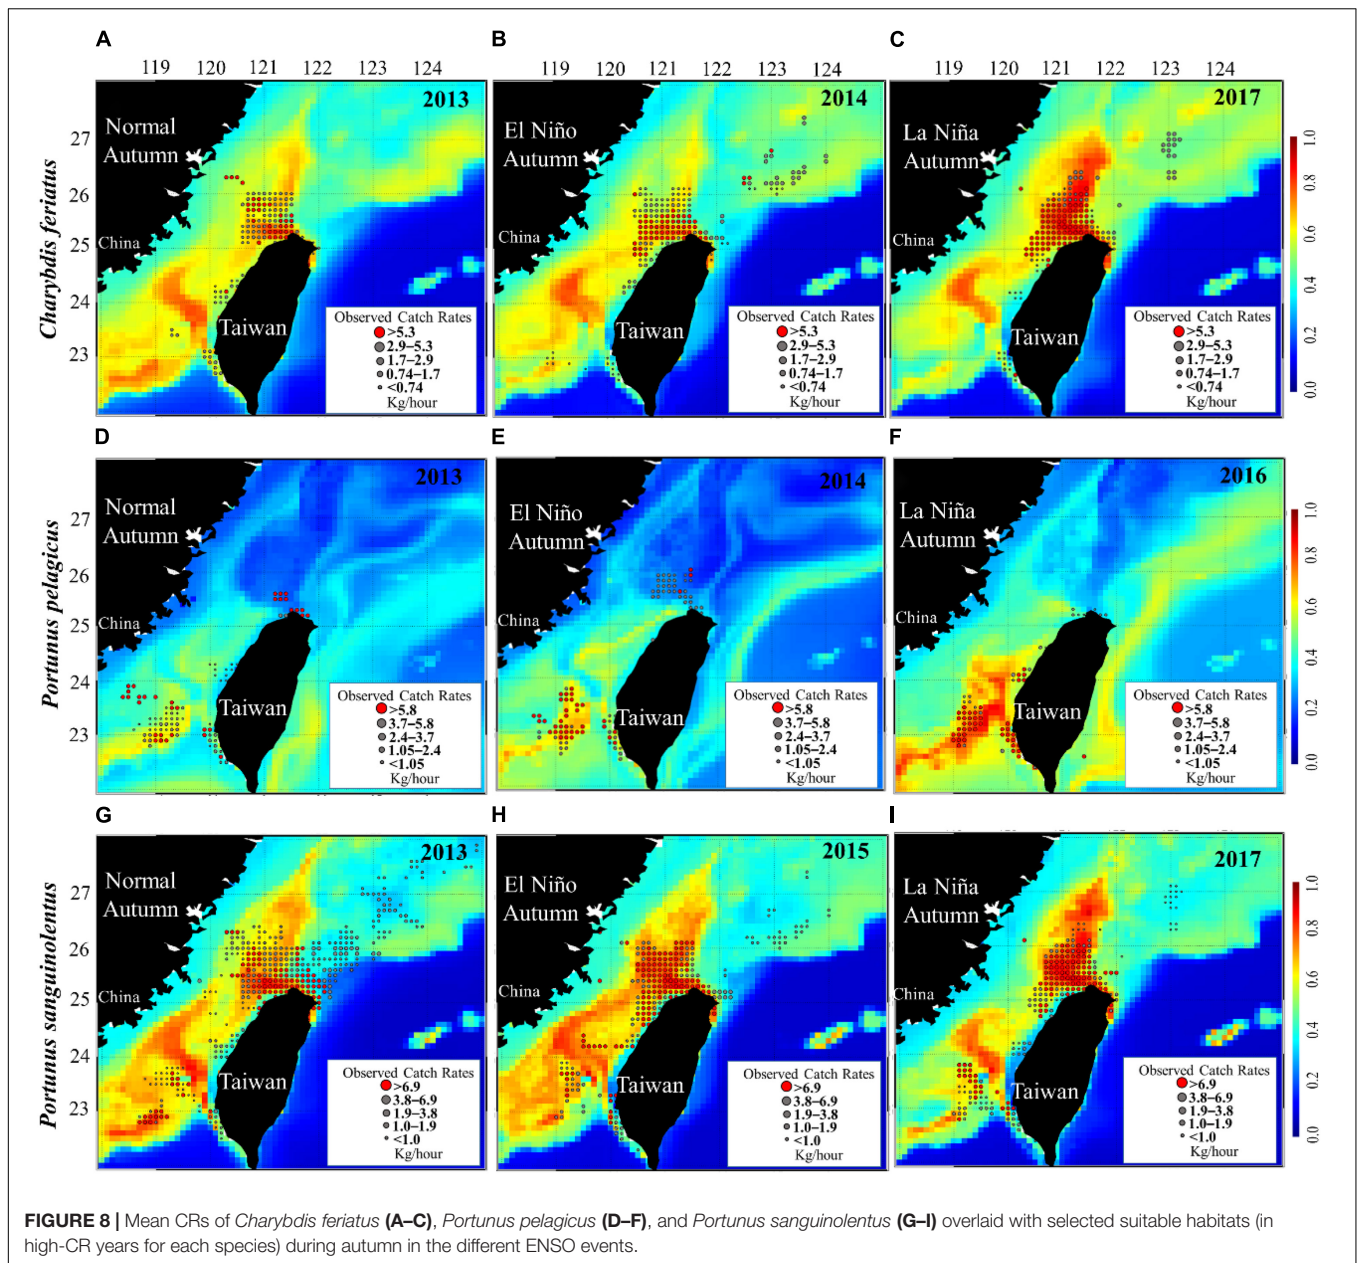 A
B
C
119 120 121 122 123 124
119 120 121 122 123 124
119 120 121 122 123 124
Charybdis feriatus
27
26
25
24
23
Normal
Autumn
2013
China
Taiwan
Observed Catch Rates
>5.3
2.9–5.3
1.7–2.9
0.74–1.7
<0.74
Kg/hour
El Niño
Autumn
2014
China
Taiwan
Observed Catch Rates
>5.3
2.9–5.3
1.7–2.9
0.74–1.7
<0.74
Kg/hour
La Niña
Autumn
2017
China
Taiwan
Observed Catch Rates
>5.3
2.9–5.3
1.7–2.9
0.74–1.7
<0.74
Kg/hour
1.0
0.8
0.6
0.4
0.2
0.0
D
E
F
Portunus pelagicus
27
26
25
24
23
Normal
Autumn
2013
China
Taiwan
Observed Catch Rates
>5.8
3.7–5.8
2.4–3.7
1.05–2.4
<1.05
Kg/hour
El Niño
Autumn
2014
China
Taiwan
Observed Catch Rates
>5.8
3.7–5.8
2.4–3.7
1.05–2.4
<1.05
Kg/hour
La Niña
Autumn
2016
China
Taiwan
Observed Catch Rates
>5.8
3.7–5.8
2.4–3.7
1.05–2.4
<1.05
Kg/hour
1.0
0.8
0.6
0.4
0.2
0.0
G
H
I
Portunus sanguinolentus
27
26
25
24
23
Normal
Autumn
2013
China
Taiwan
Observed Catch Rates
>6.9
3.8–6.9
1.9–3.8
1.0–1.9
<1.0
Kg/hour
El Niño
Autumn
2015
China
Taiwan
Observed Catch Rates
>6.9
3.8–6.9
1.9–3.8
1.0–1.9
<1.0
Kg/hour
La Niña
Autumn
2017
China
Taiwan
Observed Catch Rates
>6.9
3.8–6.9
1.9–3.8
1.0–1.9
<1.0
Kg/hour
1.0
0.8
0.6
0.4
0.2
0.0
FIGURE 8 | Mean CRs of Charybdis feriatus (A–C), Portunus pelagicus (D–F), and Portunus sanguinolentus (G–I) overlaid with selected suitable habitats (in
high-CR years for each species) during autumn in the different ENSO events.